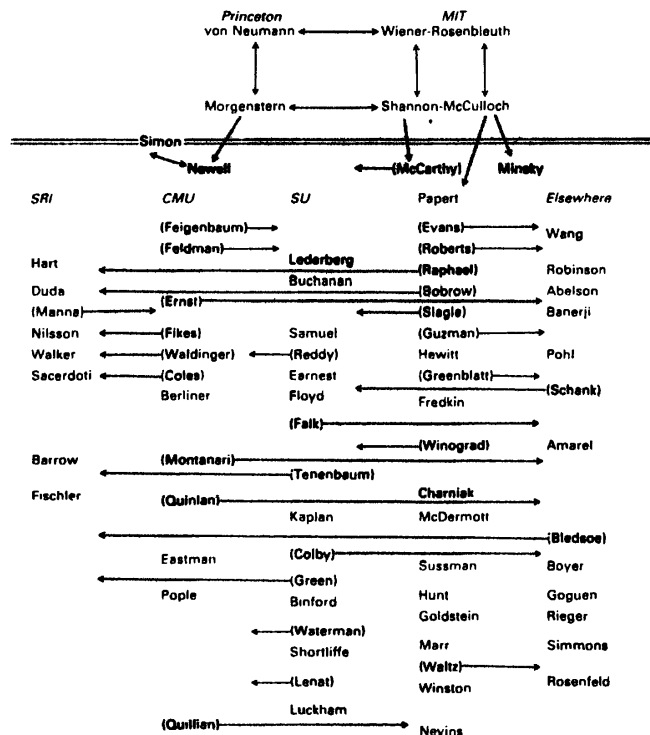 Princeton MIT
von Neumann Wiener-Rosenbleuth
Morgenstern Shannon-McCulloch
Simon
Newell (McCarthy) Minsky
SRI CMU SU Papert Elsewhere
(Feigenbaum) (Evans) Wang
(Feldman) (Roberts)
Hart Lederberg (Raphael) Robinson
Buchanan
Duda (Ernst) (Bobrow) Abelson
(Manna) (Slagle) Banerji
Nilsson (Fikes) Samuel (Guzman)
Walker (Waldinger) (Reddy) Hewitt Pohl
Sacerdoti (Coles) Earnest (Greenblatt) (Schank)
Berliner Floyd Fredkin
(Falk)
(Winograd) Amarel
Barrow (Montanari)
(Tenenbaum)
Fischler (Quinlan) Charniak
Kaplan McDermott
(Bledsoe)
Eastman (Colby) Sussman Boyer
(Green)
Pople Binford Hunt Goguen
Goldstein Rieger
(Waterman)
Shortliffe Marr Simmons
(Waltz)
(Lenat) Winston Rosenfeld
Luckham
(Quillian) Nevins